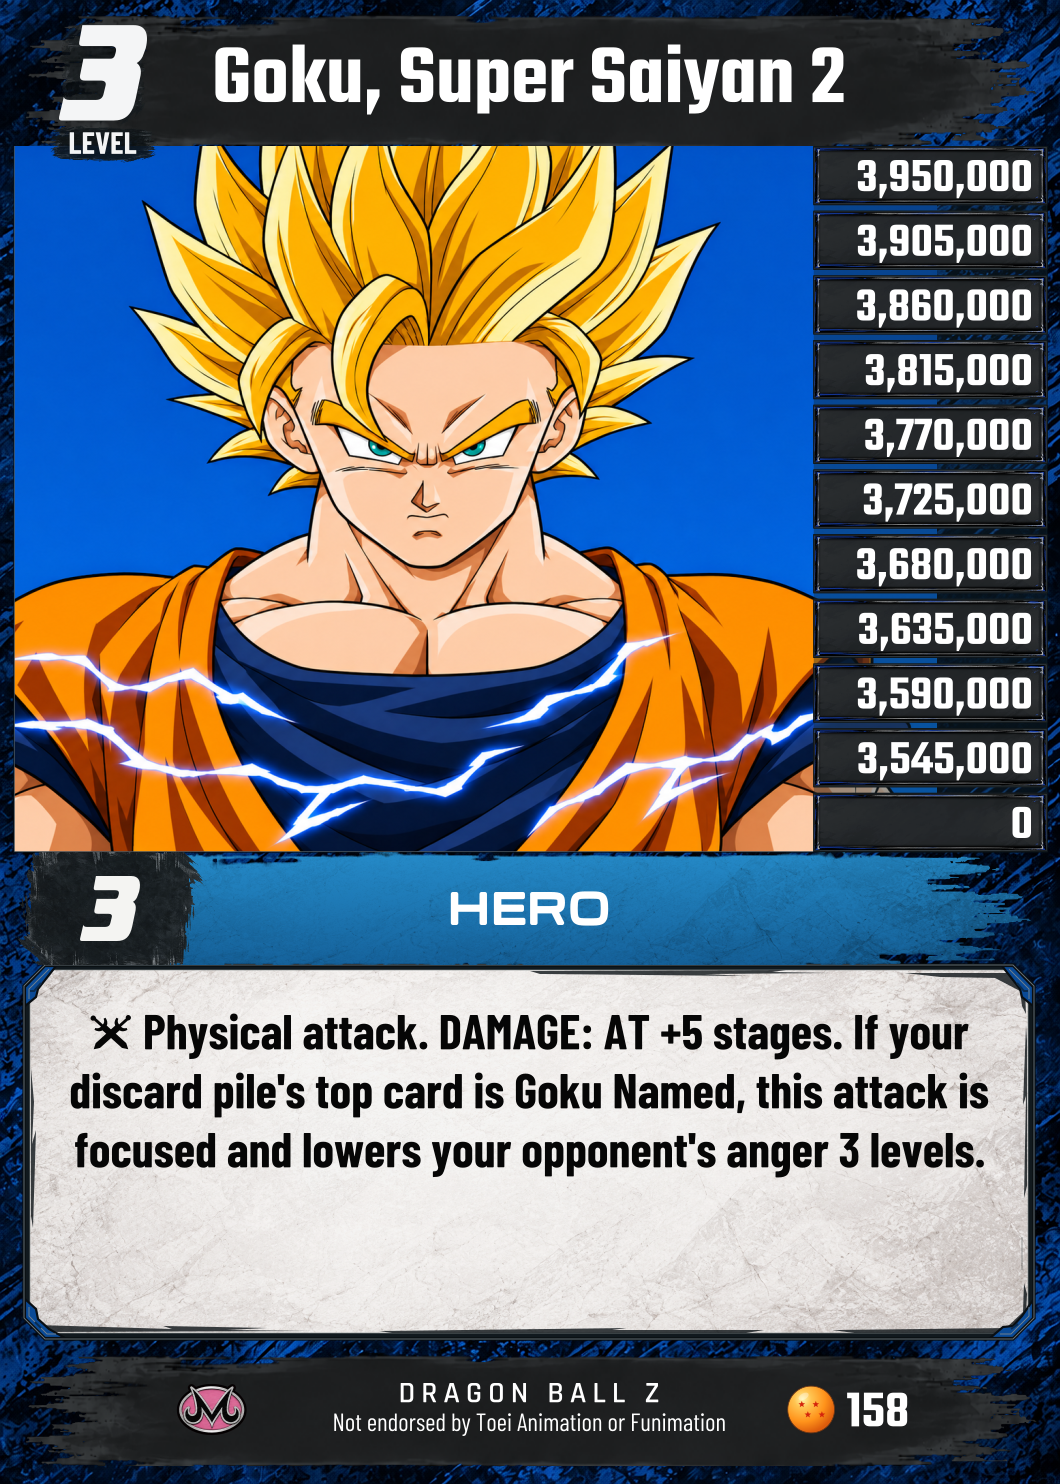 3
LEVEL
Goku, Super Saiyan 2
3,950,000
3,905,000
3,860,000
3,815,000
3,770,000
3,725,000
3,680,000
3,635,000
3,590,000
3,545,000
0
3
HERO
Physical attack. DAMAGE: AT +5 stages. If your
discard pile's top card is Goku Named, this attack is
focused and lowers your opponent's anger 3 levels.
M
DRAGON BALL Z
Not endorsed by Toei Animation or Funimation
158